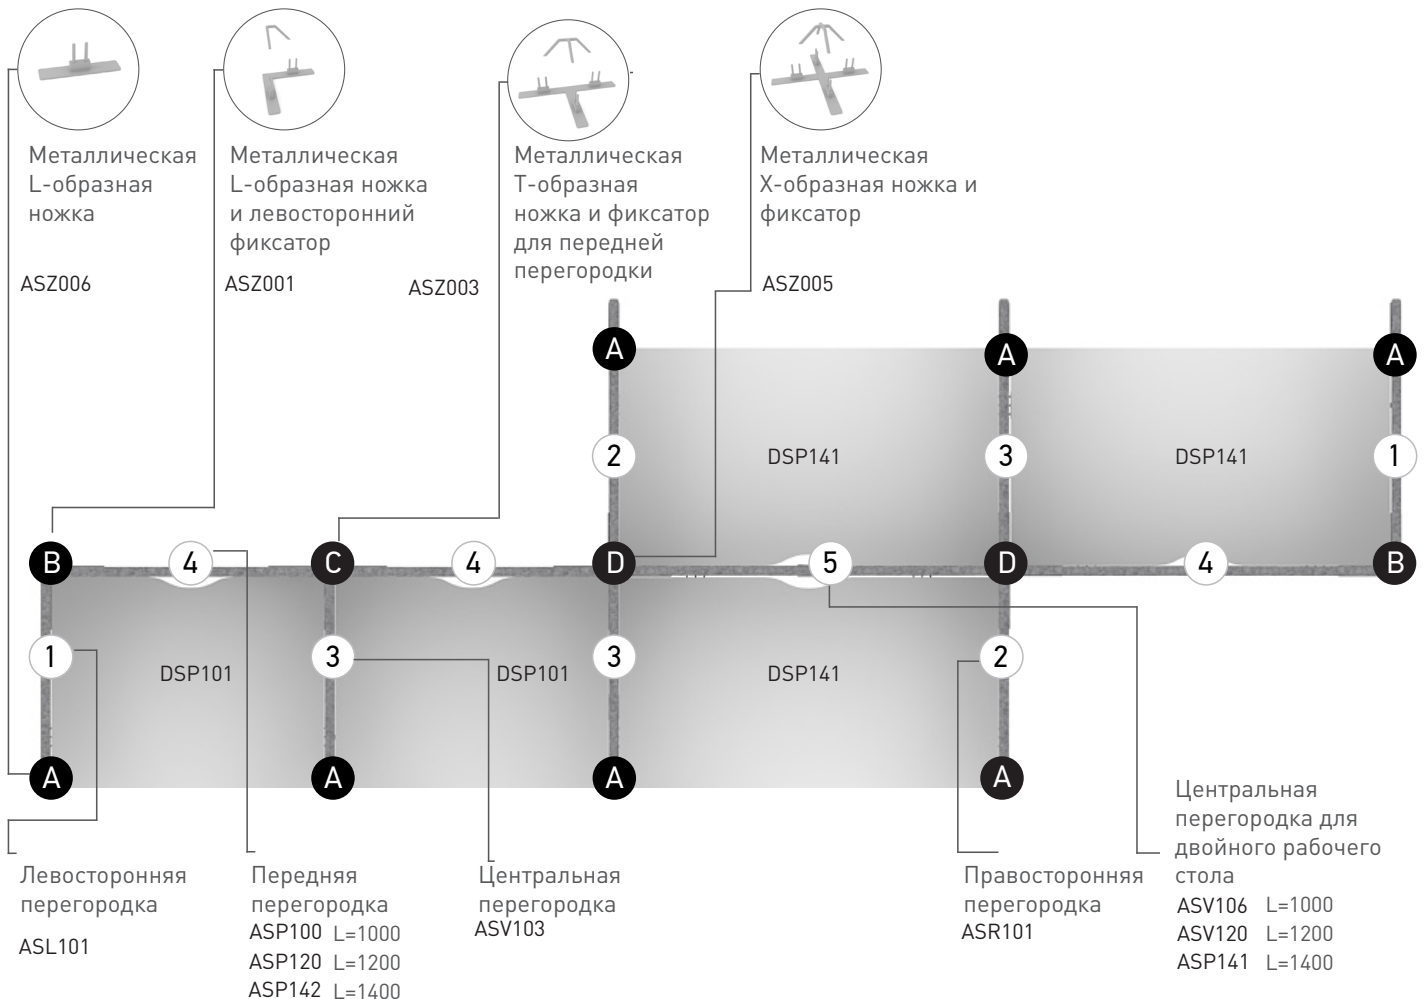 Металлическая
L-образная
ножка
ASZ006
Металлическая
L-образная ножка
и левосторонний
фиксатор
ASZ001
Металлическая
Т-образная
ножка и фиксатор
для передней
перегородки
ASZ003
Металлическая
Х-образная ножка и
фиксатор
ASZ005
A
A
A
2
DSP141
3
DSP141
1
B
4
C
4
D
5
D
4
B
1
DSP101
3
DSP101
3
DSP141
2
A
A
A
A
Левосторонняя
перегородка
ASL101
Передняя
перегородка
ASP100 L=1000
ASP120 L=1200
ASP142 L=1400
Центральная
перегородка
ASV103
Правосторонняя
перегородка
ASR101
Центральная
перегородка для
двойного рабочего
стола
ASV106 L=1000
ASV120 L=1200
ASP141 L=1400